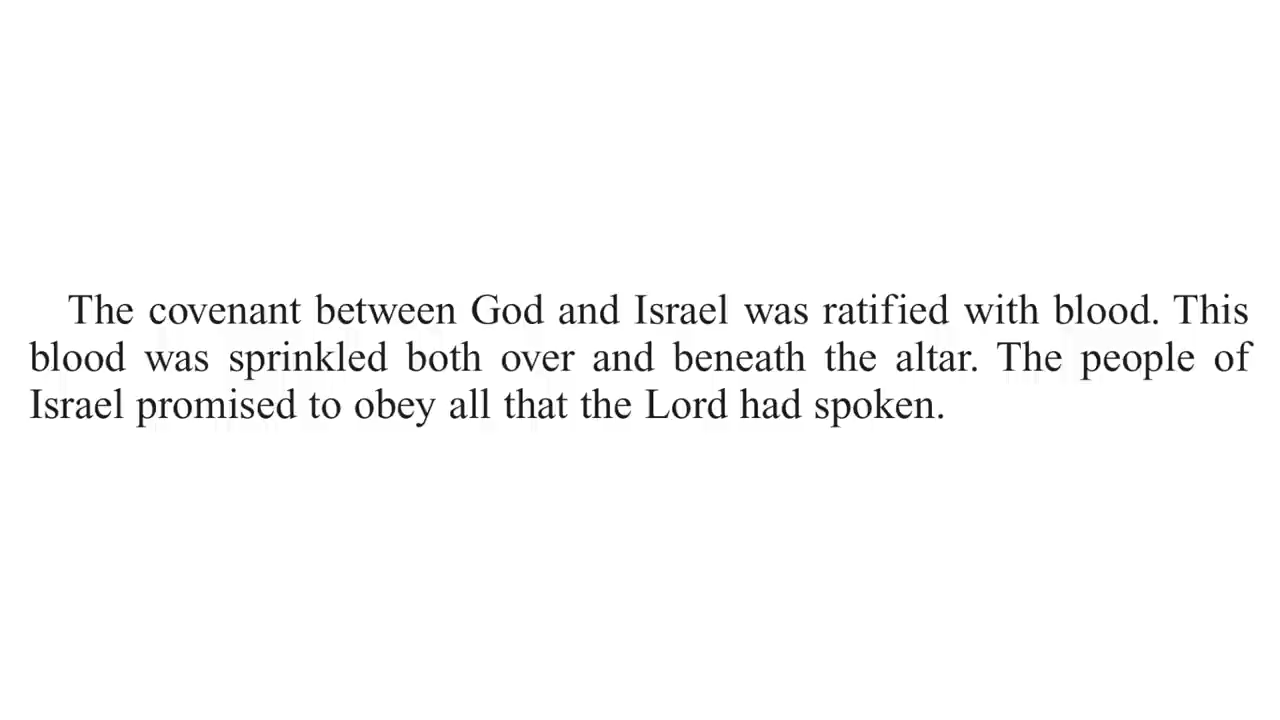 The covenant between God and Israel was ratified with blood. This
blood was sprinkled both over and beneath the altar. The people of
Israel promised to obey all that the Lord had spoken.